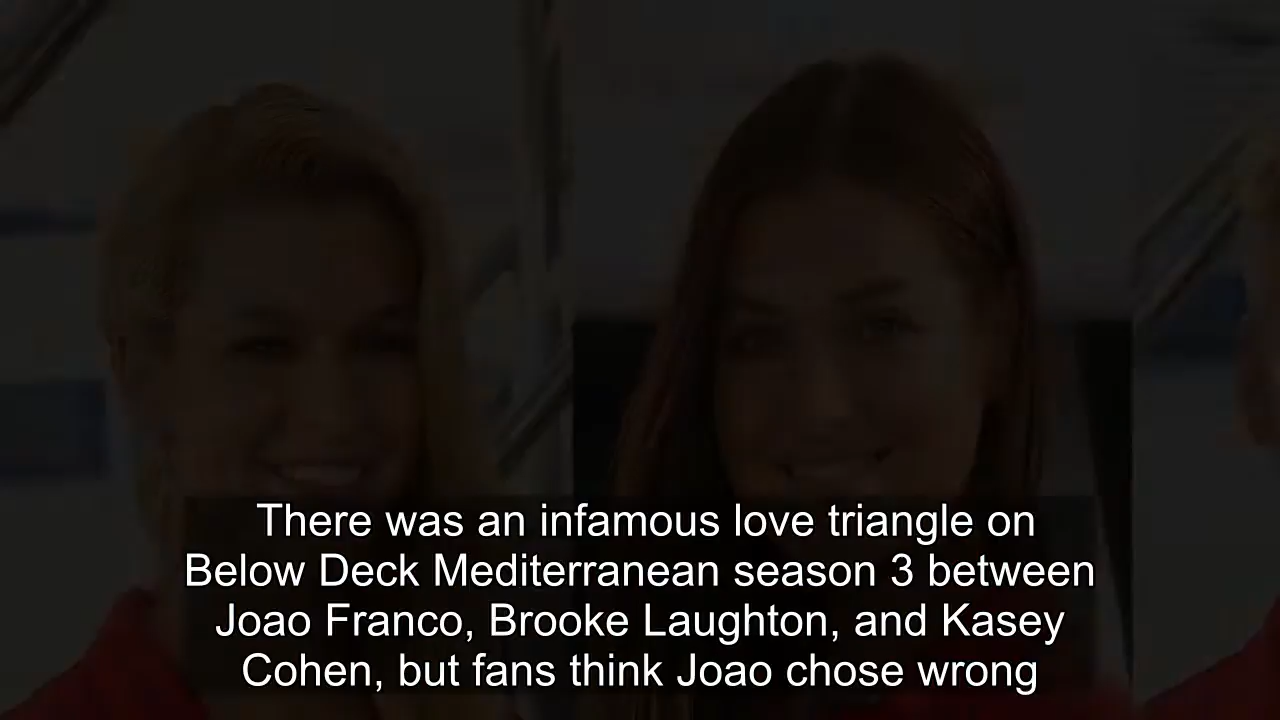 There was an infamous love triangle on
Below Deck Mediterranean season 3 between
Joao Franco, Brooke Laughton, and Kasey
Cohen, but fans think Joao chose wrong